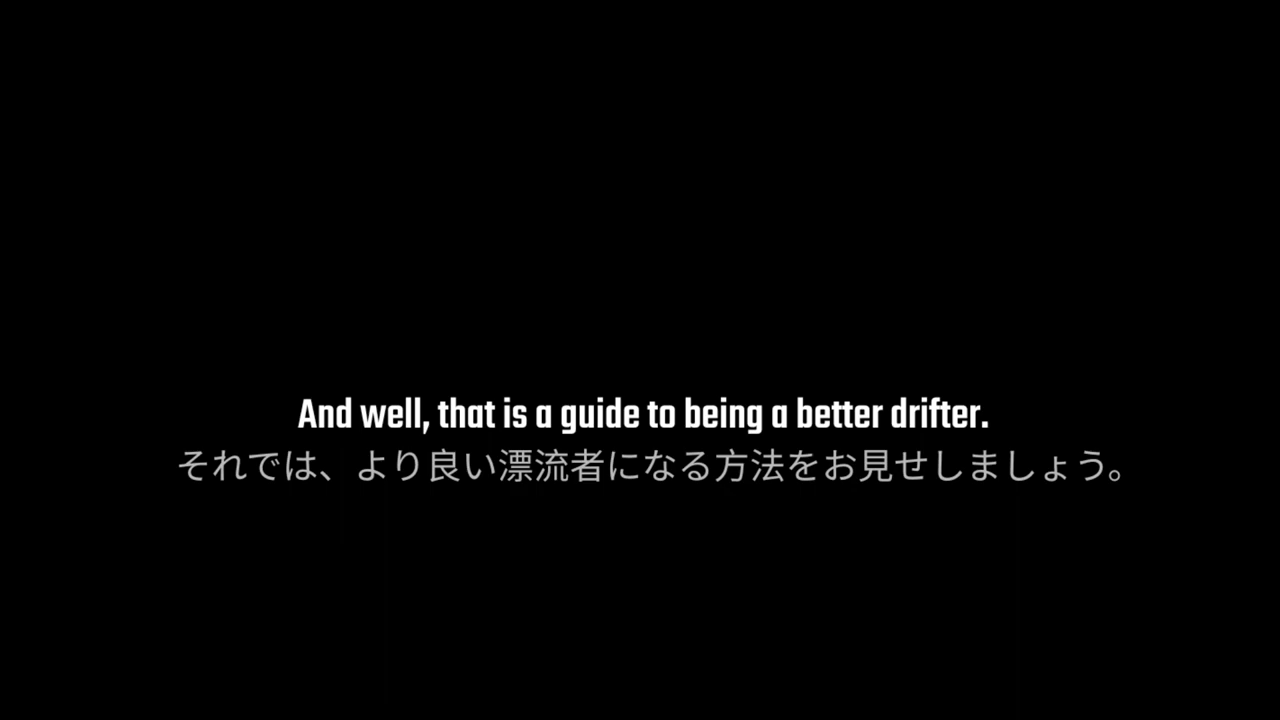 And well, that is a guide to being a better drifter.
それでは、より良い漂流者になる方法をお見せしましょう。